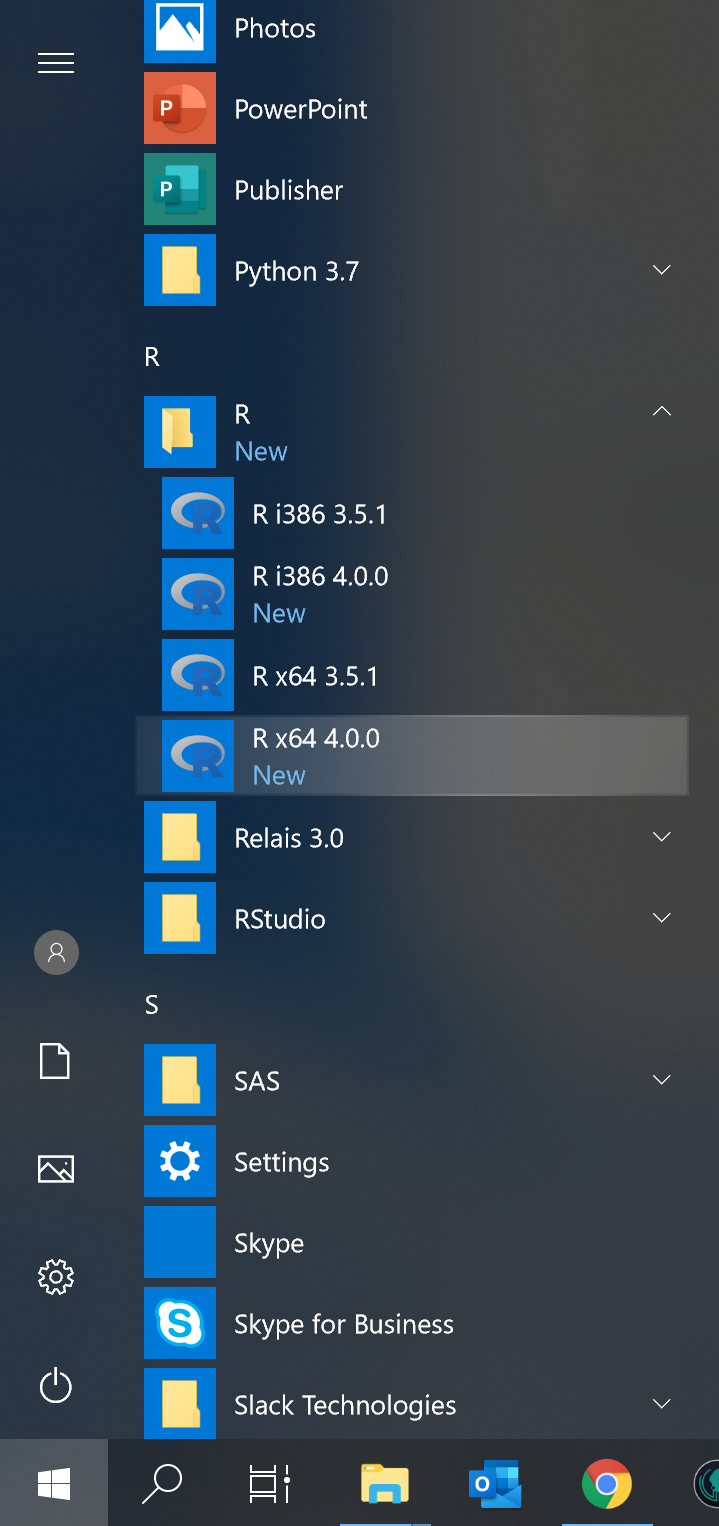 Photos
PowerPoint
Publisher
Python 3.7
R
R
New
R i386 3.5.1
R i386 4.0.0
New
R x64 3.5.1
R x64 4.0.0
New
Relais 3.0
RStudio
S
SAS
Settings
Skype
Skype for Business
Slack Technologies